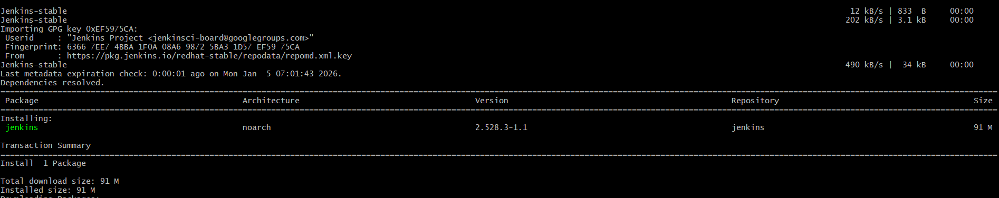 Jenkins-stable 12 kB/s | 833 B 00:00
Jenkins-stable 202 kB/s | 3.1 kB 00:00
Importing GPG key 0xEF5975CA:
Userid : "Jenkins Project <jenkinsci-board@googlegroups.com>"
Fingerprint: 6366 7EE7 4BBA 1F0A 08A6 9872 5BA3 1D57 EF59 75CA
From : https://pkg.jenkins.io/redhat-stable/repodata/repomd.xml.key
Jenkins-stable 490 kB/s | 34 kB 00:00
Last metadata expiration check: 0:00:01 ago on Mon Jan 5 07:01:43 2026.
Dependencies resolved.
Package Architecture Version Repository Size
Installing:
jenkins noarch 2.528.3-1.1 jenkins 91 M
Transaction Summary
Install 1 Package
Total download size: 91 M
Installed size: 91 M
Downloading Packages: